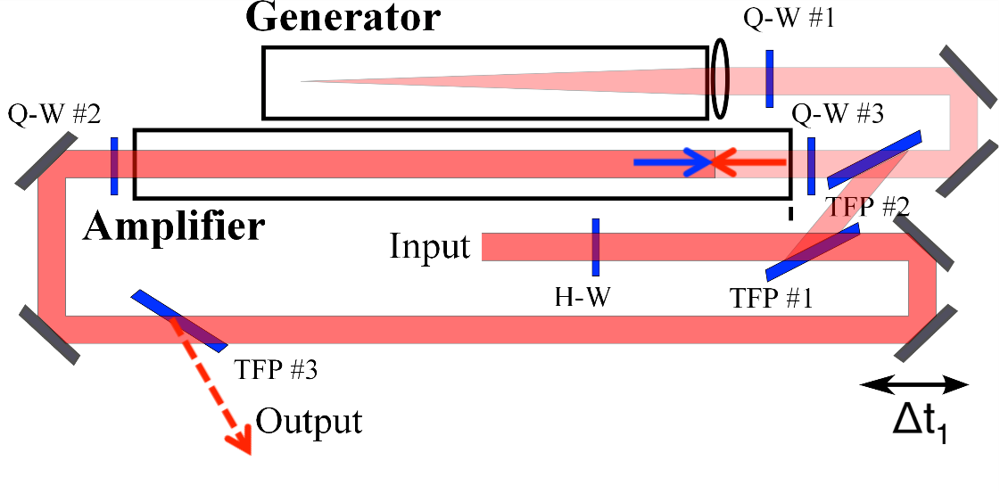 Generator
Q-W #1
Q-W #2
Q-W #3
Amplifier
TFP #2
Input
H-W
TFP #1
TFP #3
Output
Δt₁